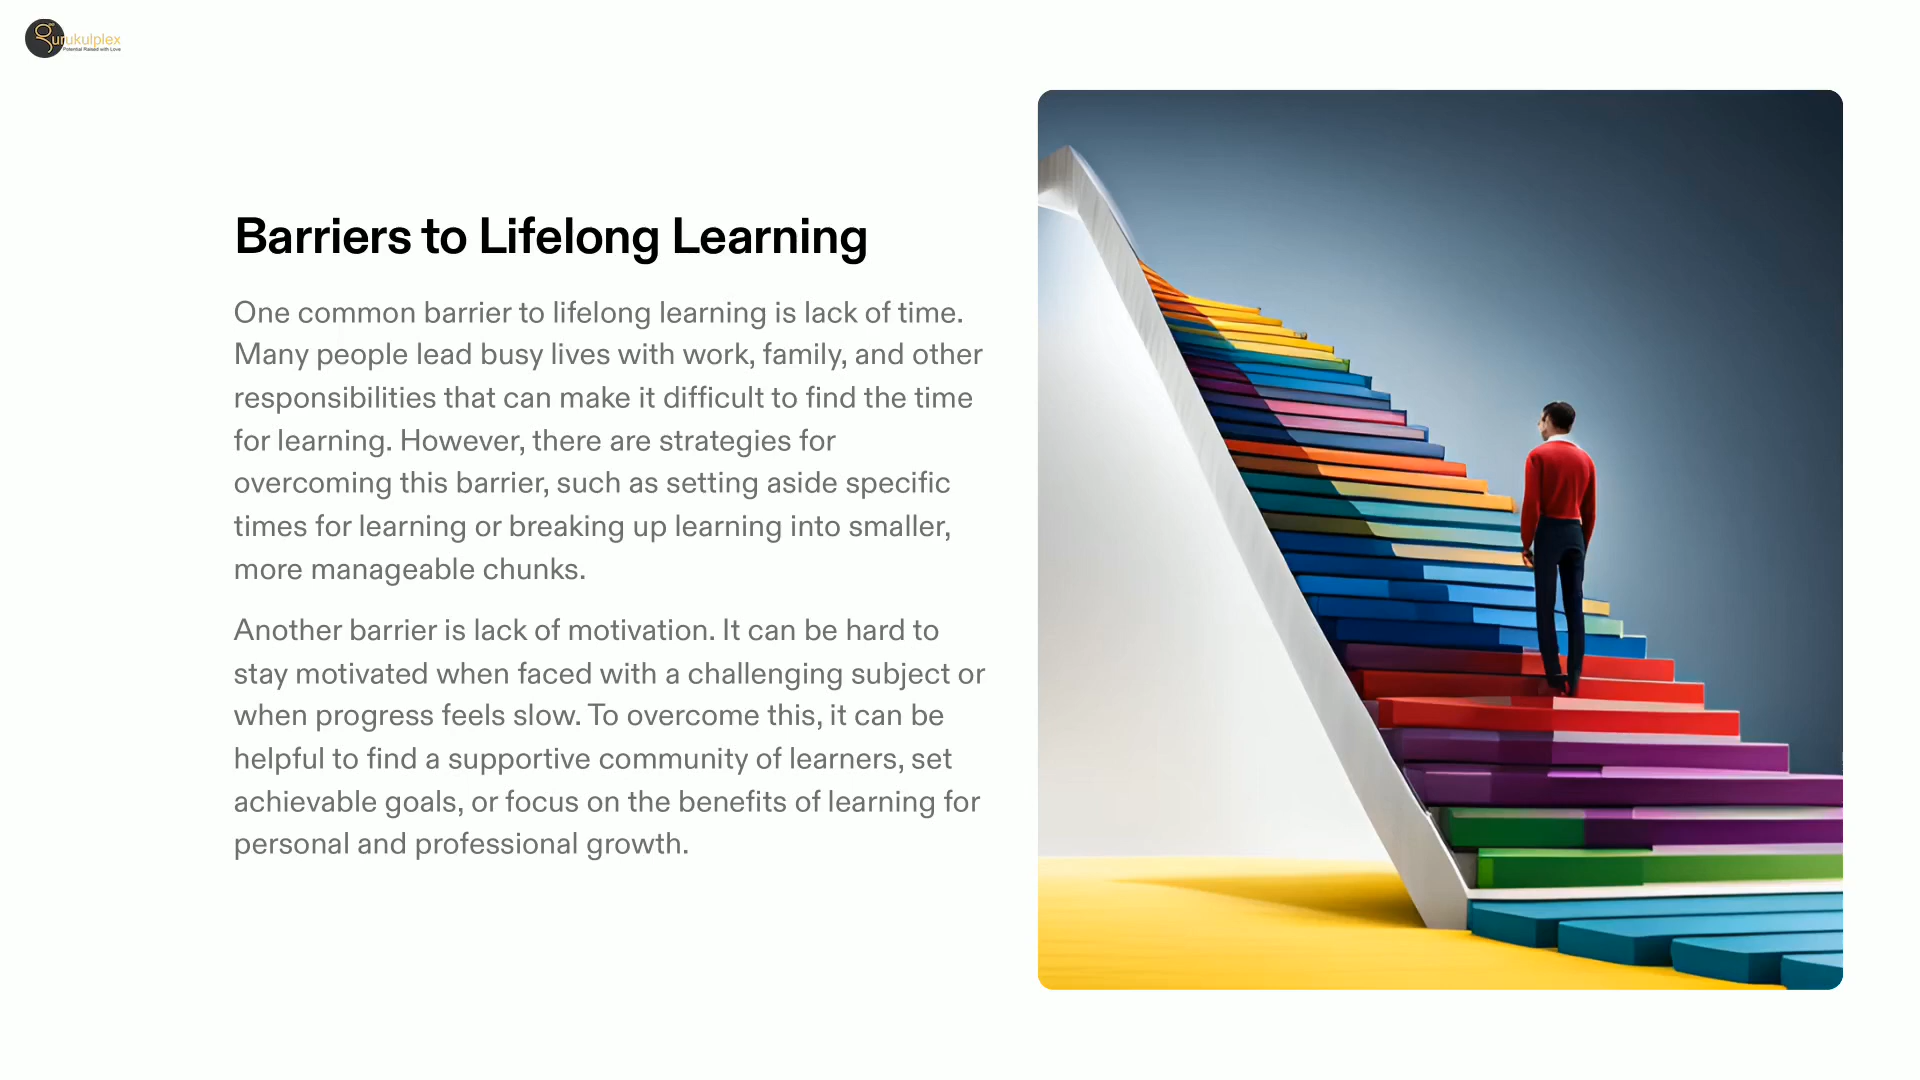 gurukulplex
Potential Raised with Love
Barriers to Lifelong Learning
One common barrier to lifelong learning is lack of time.
Many people lead busy lives with work, family, and other
responsibilities that can make it difficult to find the time
for learning. However, there are strategies for
overcoming this barrier, such as setting aside specific
times for learning or breaking up learning into smaller,
more manageable chunks.
Another barrier is lack of motivation. It can be hard to
stay motivated when faced with a challenging subject or
when progress feels slow. To overcome this, it can be
helpful to find a supportive community of learners, set
achievable goals, or focus on the benefits of learning for
personal and professional growth.